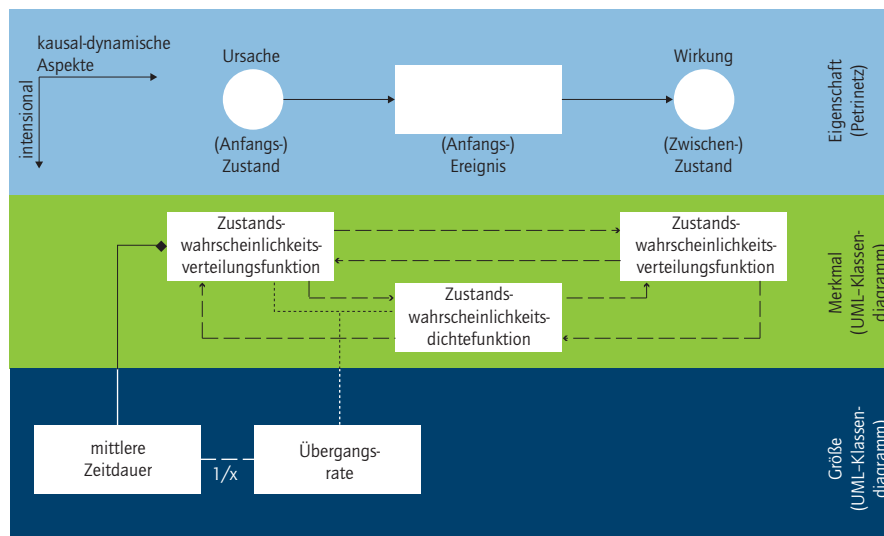 kausal-dynamische
Aspekte
intensional
Ursache
Wirkung
(Anfangs-)
Zustand
(Anfangs-)
Ereignis
(Zwischen-)
Zustand
Eigenschaft
(Petrinetz)
Zustands-
wahrscheinlichkeits-
verteilungsfunktion
Zustands-
wahrscheinlichkeits-
verteilungsfunktion
Zustands-
wahrscheinlichkeits-
dichtefunktion
Merkmal
(UML-Klassen-
diagramm)
mittlere
Zeitdauer
1/x
Übergangs-
rate
Größe
(UML-Klassen-
diagramm)